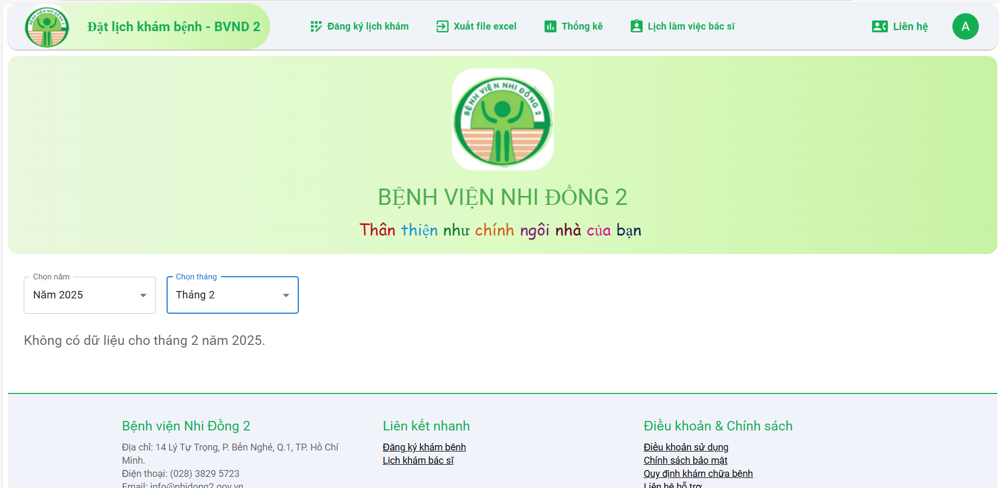 BỆNH VIỆN NHI ĐỒNG 2
Đặt lịch khám bệnh - BVND 2
Đăng ký lịch khám
Xuất file excel
Thống kê
Lịch làm việc bác sĩ
Liên hệ
A
BỆNH VIỆN NHI ĐỒNG 2
BỆNH VIỆN NHI ĐỒNG 2
Thân thiện như chính ngôi nhà của bạn
Chọn năm
Năm 2025
Chọn tháng
Tháng 2
Không có dữ liệu cho tháng 2 năm 2025.
Bệnh viện Nhi Đồng 2
Địa chỉ: 14 Lý Tự Trọng, P. Bến Nghé, Q.1, TP. Hồ Chí
Minh.
Điện thoại: (028) 3829 5723
Email: info@nhidong2.gov.vn
Liên kết nhanh
Đăng ký khám bệnh
Lịch khám bác sĩ
Điều khoản & Chính sách
Điều khoản sử dụng
Chính sách bảo mật
Quy định khám chữa bệnh
Liên hệ hỗ trợ